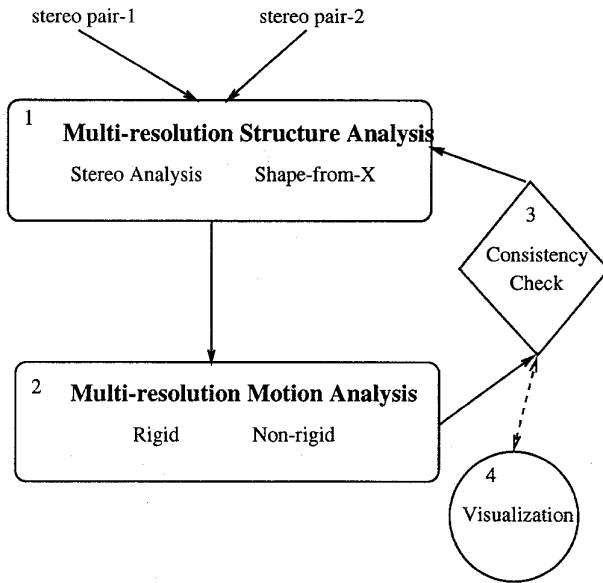 stereo pair-1
stereo pair-2
1
Multi-resolution Structure Analysis
Stereo Analysis
Shape-from-X
3
Consistency
Check
2
Multi-resolution Motion Analysis
Rigid
Non-rigid
4
Visualization